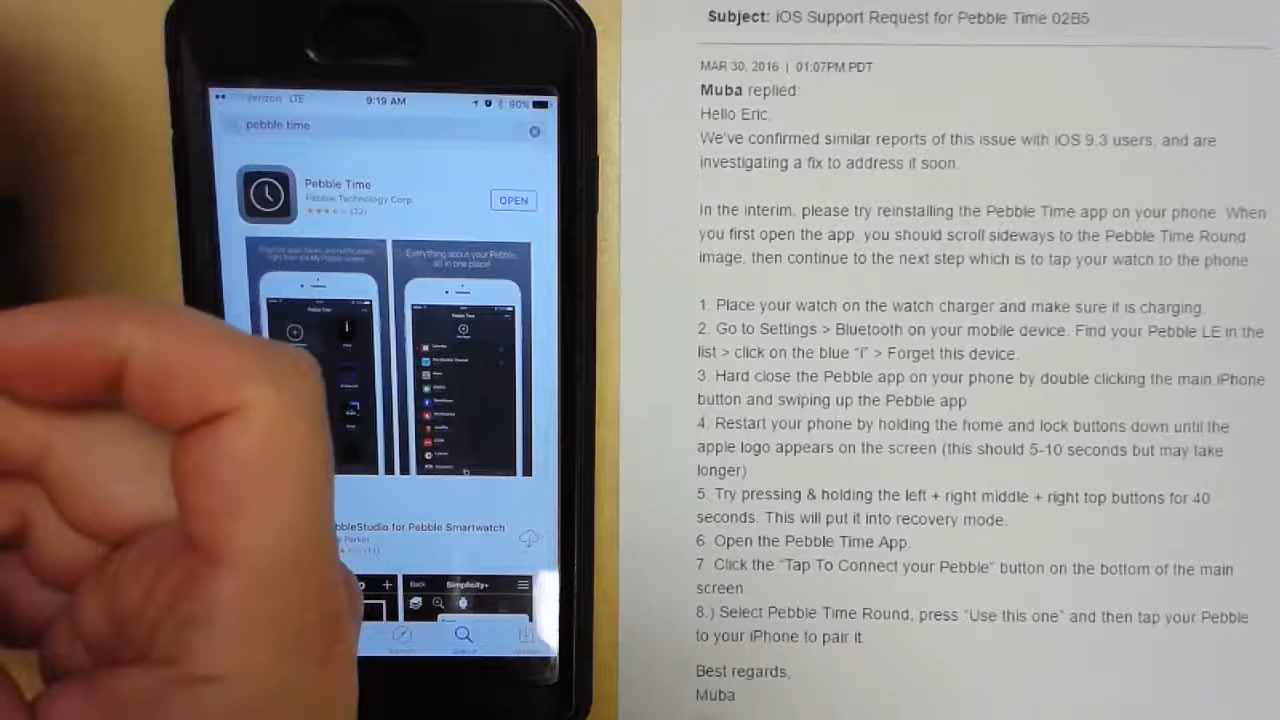 verizon LTE 9:19 AM 90%
pebble time
Pebble Time
Pebble Technology Corp.
(22)
OPEN
Everything about your Pebble,
all in one place!
Pebble Time
Pebble Time
bbleStudio for Pebble Smartwatch
Parker
(11)
Back Simplicity+
Subject: iOS Support Request for Pebble Time 02B5
MAR 30, 2016 | 01:07PM PDT
Muba replied:
Hello Eric,
We've confirmed similar reports of this issue with iOS 9.3 users, and are
investigating a fix to address it soon.
In the interim, please try reinstalling the Pebble Time app on your phone. When
you first open the app, you should scroll sideways to the Pebble Time Round
image, then continue to the next step which is to tap your watch to the phone
1. Place your watch on the watch charger and make sure it is charging.
2. Go to Settings > Bluetooth on your mobile device. Find your Pebble LE in the
list > click on the blue "i" > Forget this device.
3. Hard close the Pebble app on your phone by double clicking the main iPhone
button and swiping up the Pebble app
4. Restart your phone by holding the home and lock buttons down until the
apple logo appears on the screen (this should 5-10 seconds but may take
longer)
5. Try pressing & holding the left + right middle + right top buttons for 40
seconds. This will put it into recovery mode.
6. Open the Pebble Time App.
7. Click the "Tap To Connect your Pebble" button on the bottom of the main
screen
8.) Select Pebble Time Round, press "Use this one" and then tap your Pebble
to your iPhone to pair it.
Best regards,
Muba